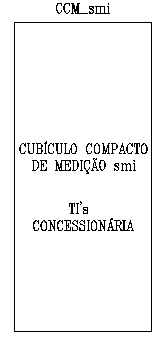 CCM_smi
CUBÍCULO COMPACTO
DE MEDIÇÃO smi
TI's
CONCESSIONÁRIA